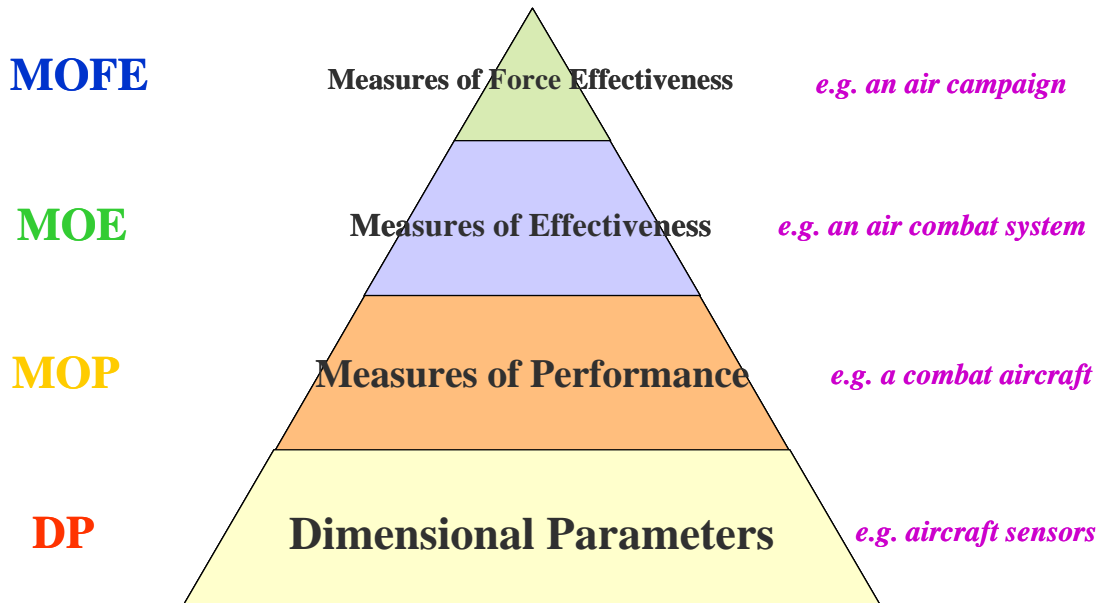 MOFE Measures of Force Effectiveness e.g. an air campaign
MOE Measures of Effectiveness e.g. an air combat system
MOP Measures of Performance e.g. a combat aircraft
DP Dimensional Parameters e.g. aircraft sensors